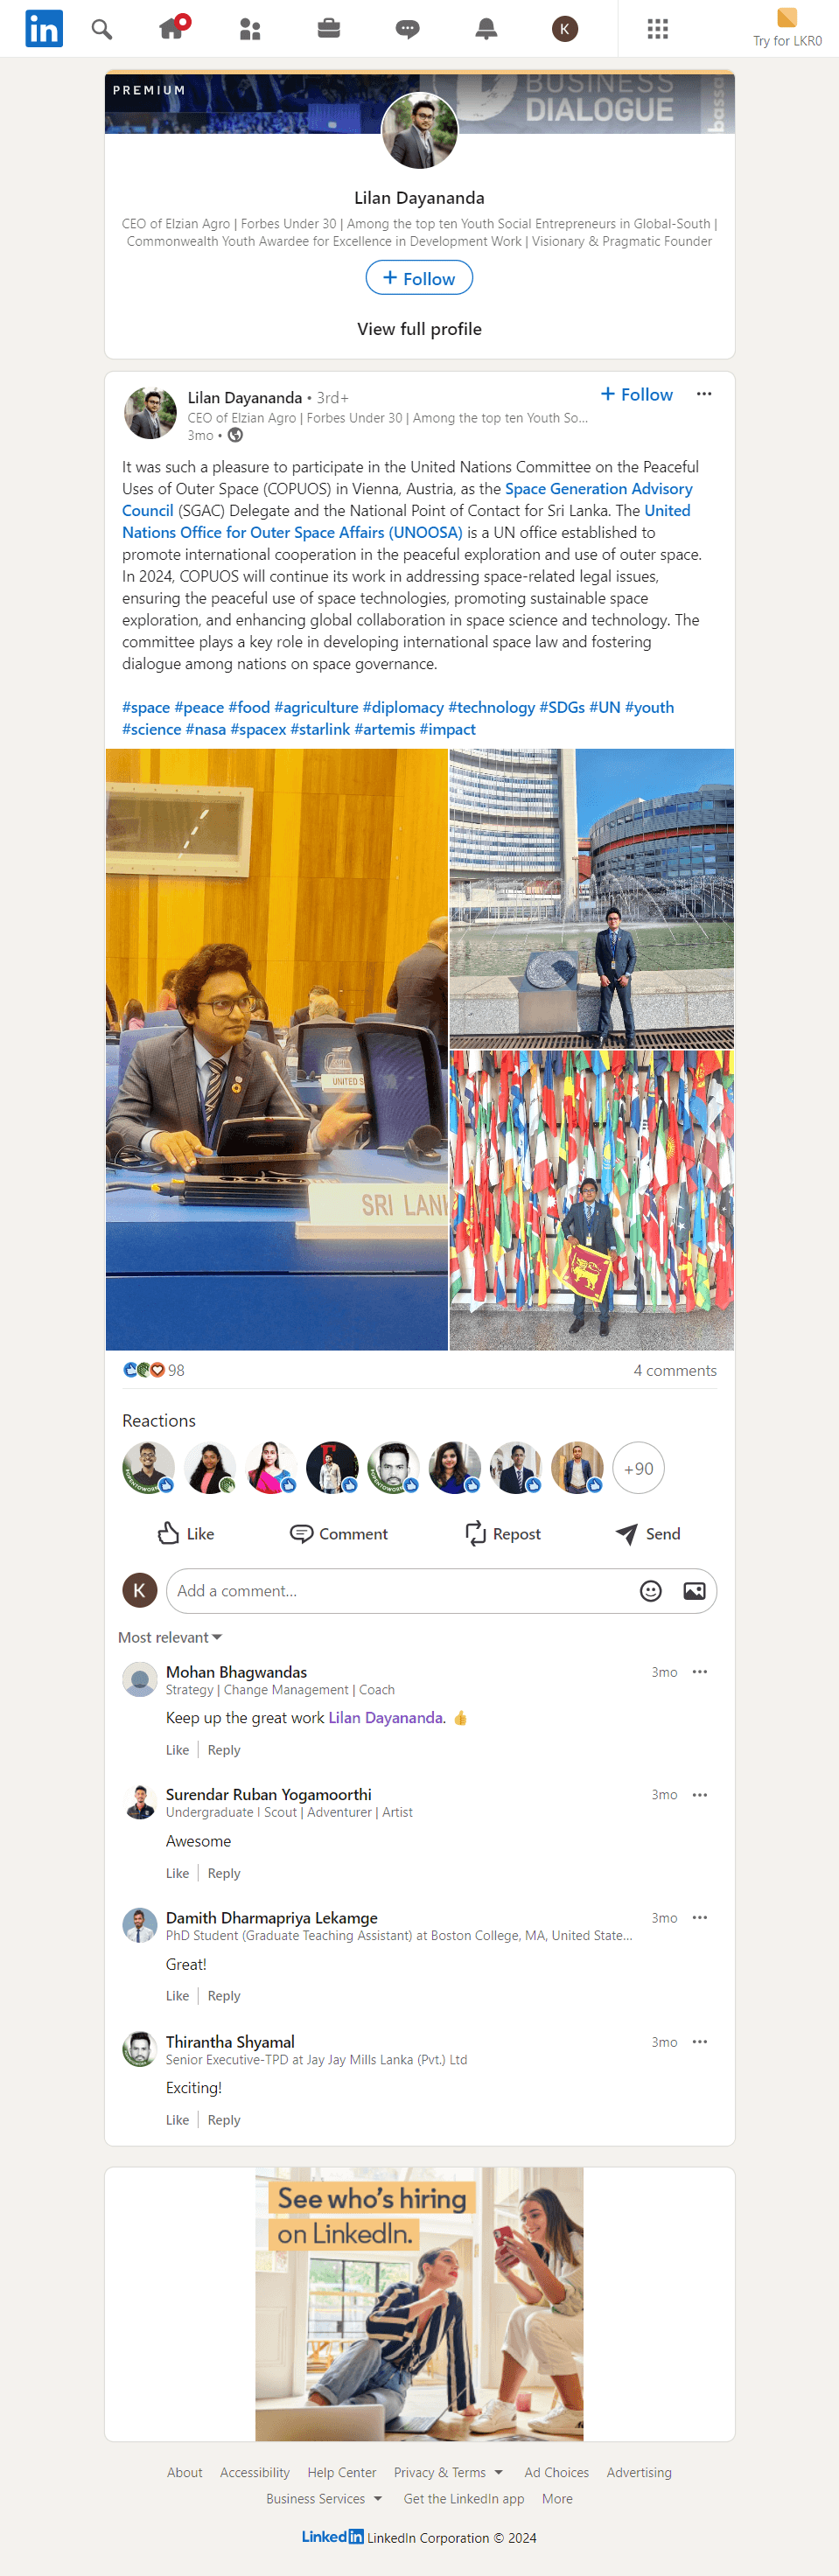 in
K
Try for LKR0
PREMIUM
BUSINESS
DIALOGUE
bassa
Lilan Dayananda
CEO of Elzian Agro | Forbes Under 30 | Among the top ten Youth Social Entrepreneurs in Global-South |
Commonwealth Youth Awardee for Excellence in Development Work | Visionary & Pragmatic Founder
+ Follow
View full profile
Lilan Dayananda • 3rd+
+ Follow
CEO of Elzian Agro | Forbes Under 30 | Among the top ten Youth So...
3mo •
It was such a pleasure to participate in the United Nations Committee on the Peaceful
Uses of Outer Space (COPUOS) in Vienna, Austria, as the Space Generation Advisory
Council (SGAC) Delegate and the National Point of Contact for Sri Lanka. The United
Nations Office for Outer Space Affairs (UNOOSA) is a UN office established to
promote international cooperation in the peaceful exploration and use of outer space.
In 2024, COPUOS will continue its work in addressing space-related legal issues,
ensuring the peaceful use of space technologies, promoting sustainable space
exploration, and enhancing global collaboration in space science and technology. The
committee plays a key role in developing international space law and fostering
dialogue among nations on space governance.
#space #peace #food #agriculture #diplomacy #technology #SDGs #UN #youth
#science #nasa #spacex #starlink #artemis #impact
UNITED S
SRI LAN
98
4 comments
Reactions
+90
Like
Comment
Repost
Send
K
Add a comment...
Most relevant
Mohan Bhagwandas
3mo
Strategy | Change Management | Coach
Keep up the great work Lilan Dayananda. 👍
Like
Reply
Surendar Ruban Yogamoorthi
3mo
Undergraduate | Scout | Adventurer | Artist
Awesome
Like
Reply
Damith Dharmapriya Lekamge
3mo
PhD Student (Graduate Teaching Assistant) at Boston College, MA, United State...
Great!
Like
Reply
Thirantha Shyamal
3mo
Senior Executive-TPD at Jay Jay Mills Lanka (Pvt.) Ltd
Exciting!
Like
Reply
See who's hiring
on LinkedIn.
About
Accessibility
Help Center
Privacy & Terms
Ad Choices
Advertising
Business Services
Get the LinkedIn app
More
LinkedIn LinkedIn Corporation © 2024